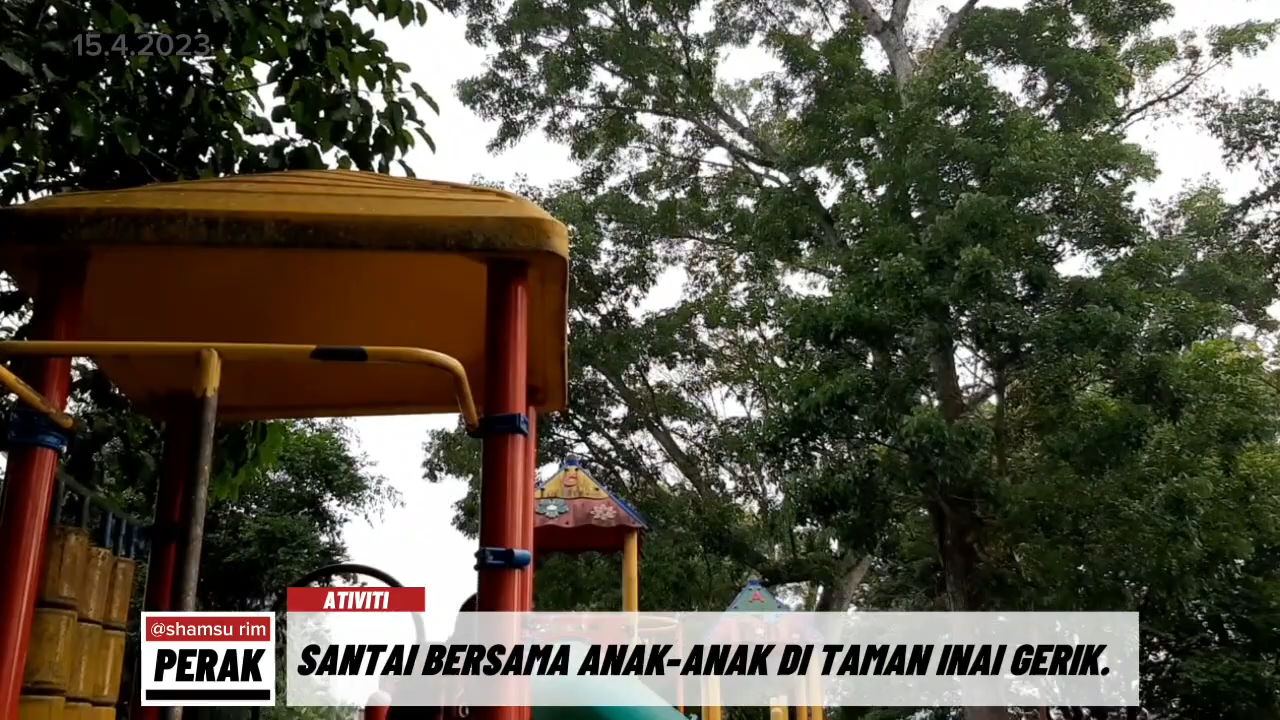 15.4.2023
ATIVITI
@shamsu rim
PERAK
SANTAI BERSAMA ANAK-ANAK DI TAMAN INAI GERIK.
A